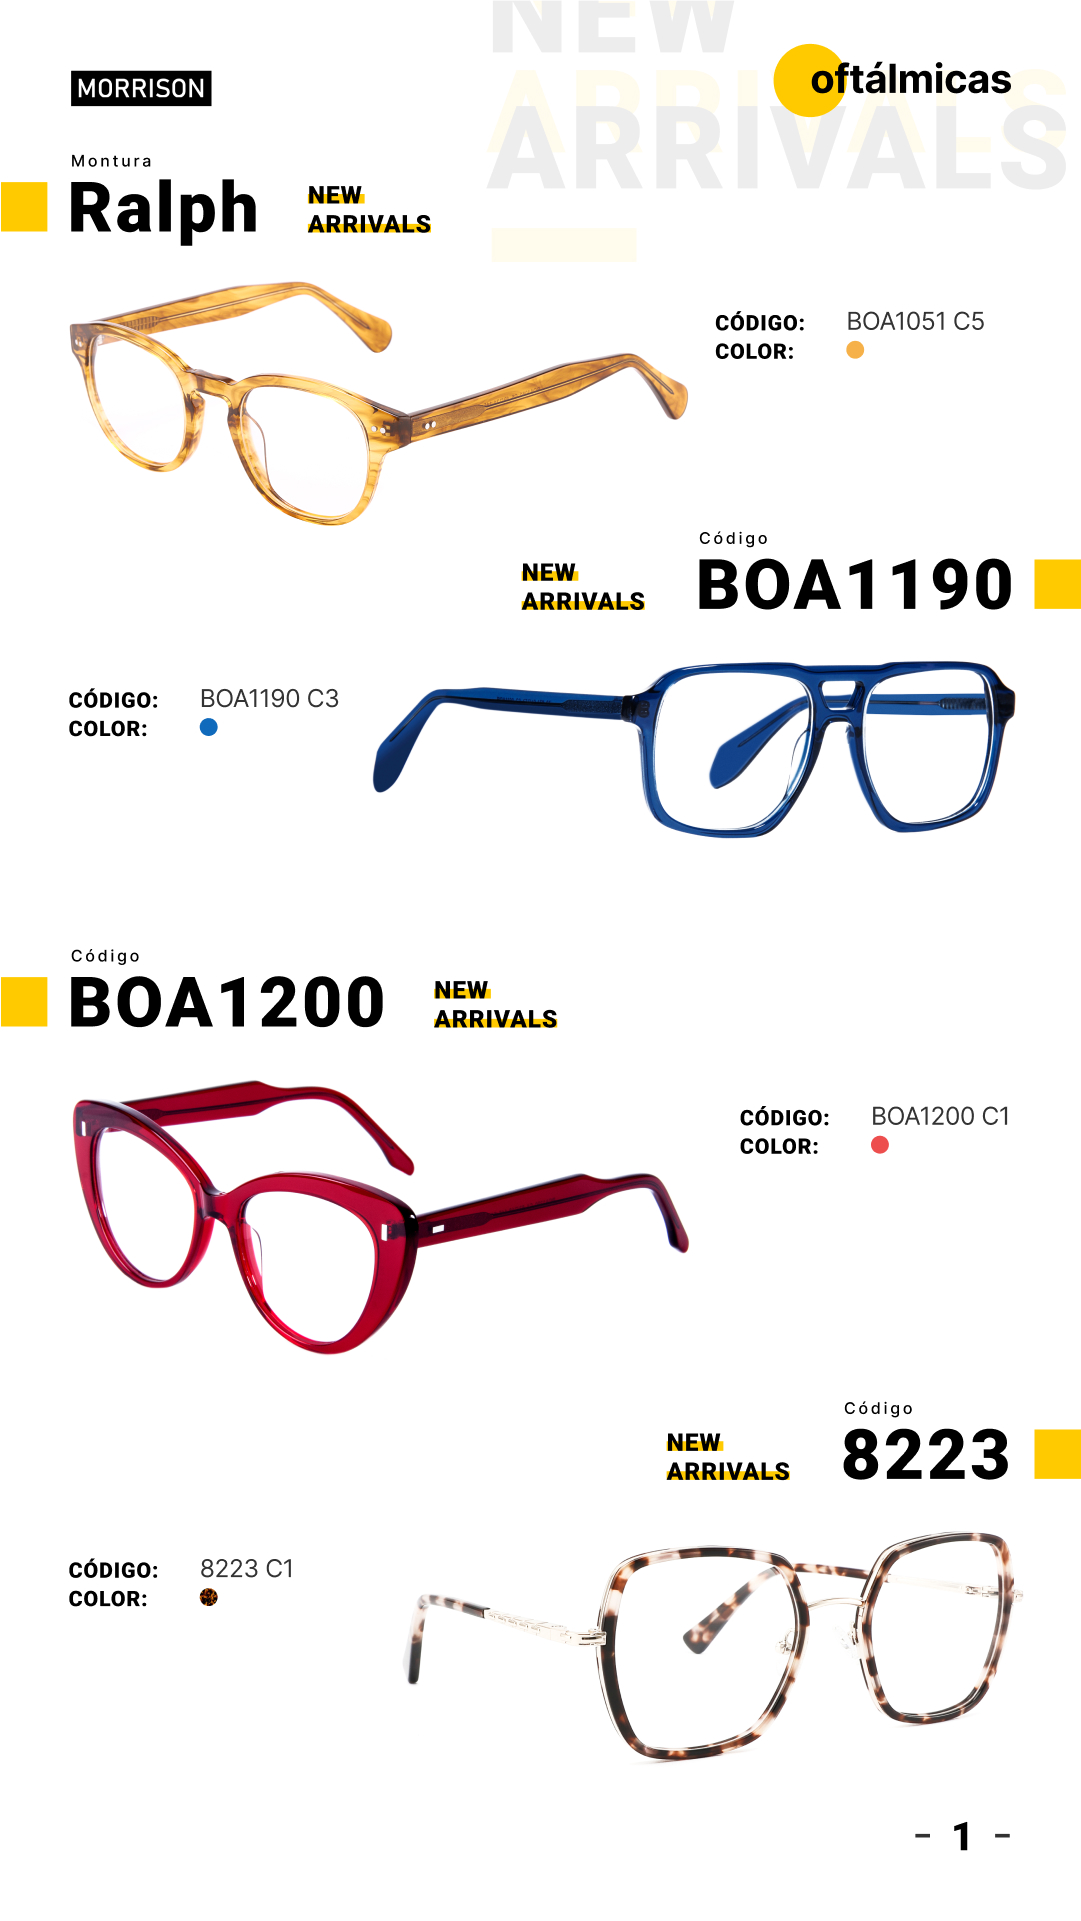 NEW
ARRIVALS
MORRISON
oftálmicas
Montura
Ralph
NEW
ARRIVALS
CÓDIGO: BOA1051 C5
COLOR:
Código
NEW
ARRIVALS
BOA1190
CÓDIGO: BOA1190 C3
COLOR:
Código
BOA1200
NEW
ARRIVALS
CÓDIGO: BOA1200 C1
COLOR:
Código
NEW
ARRIVALS
8223
CÓDIGO: 8223 C1
COLOR:
- 1 -